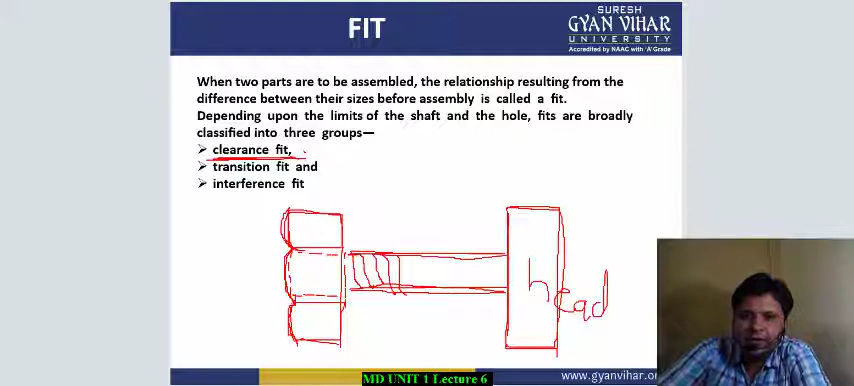 FIT
SURESH
GYAN VIHAR
UNIVERSITY
Accredited by NAAC with 'A' Grade
When two parts are to be assembled, the relationship resulting from the
difference between their sizes before assembly is called a fit.
Depending upon the limits of the shaft and the hole, fits are broadly
classified into three groups—
clearance fit,
transition fit and
interference fit
head
www.gyanvihar.or
MD UNIT 1 Lecture 6